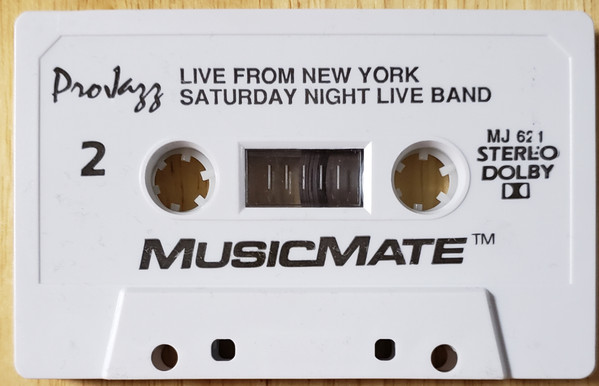 ProJazz
LIVE FROM NEW YORK
SATURDAY NIGHT LIVE BAND
2
MJ 621
STEREO
DOLBY
MUSICMATE™